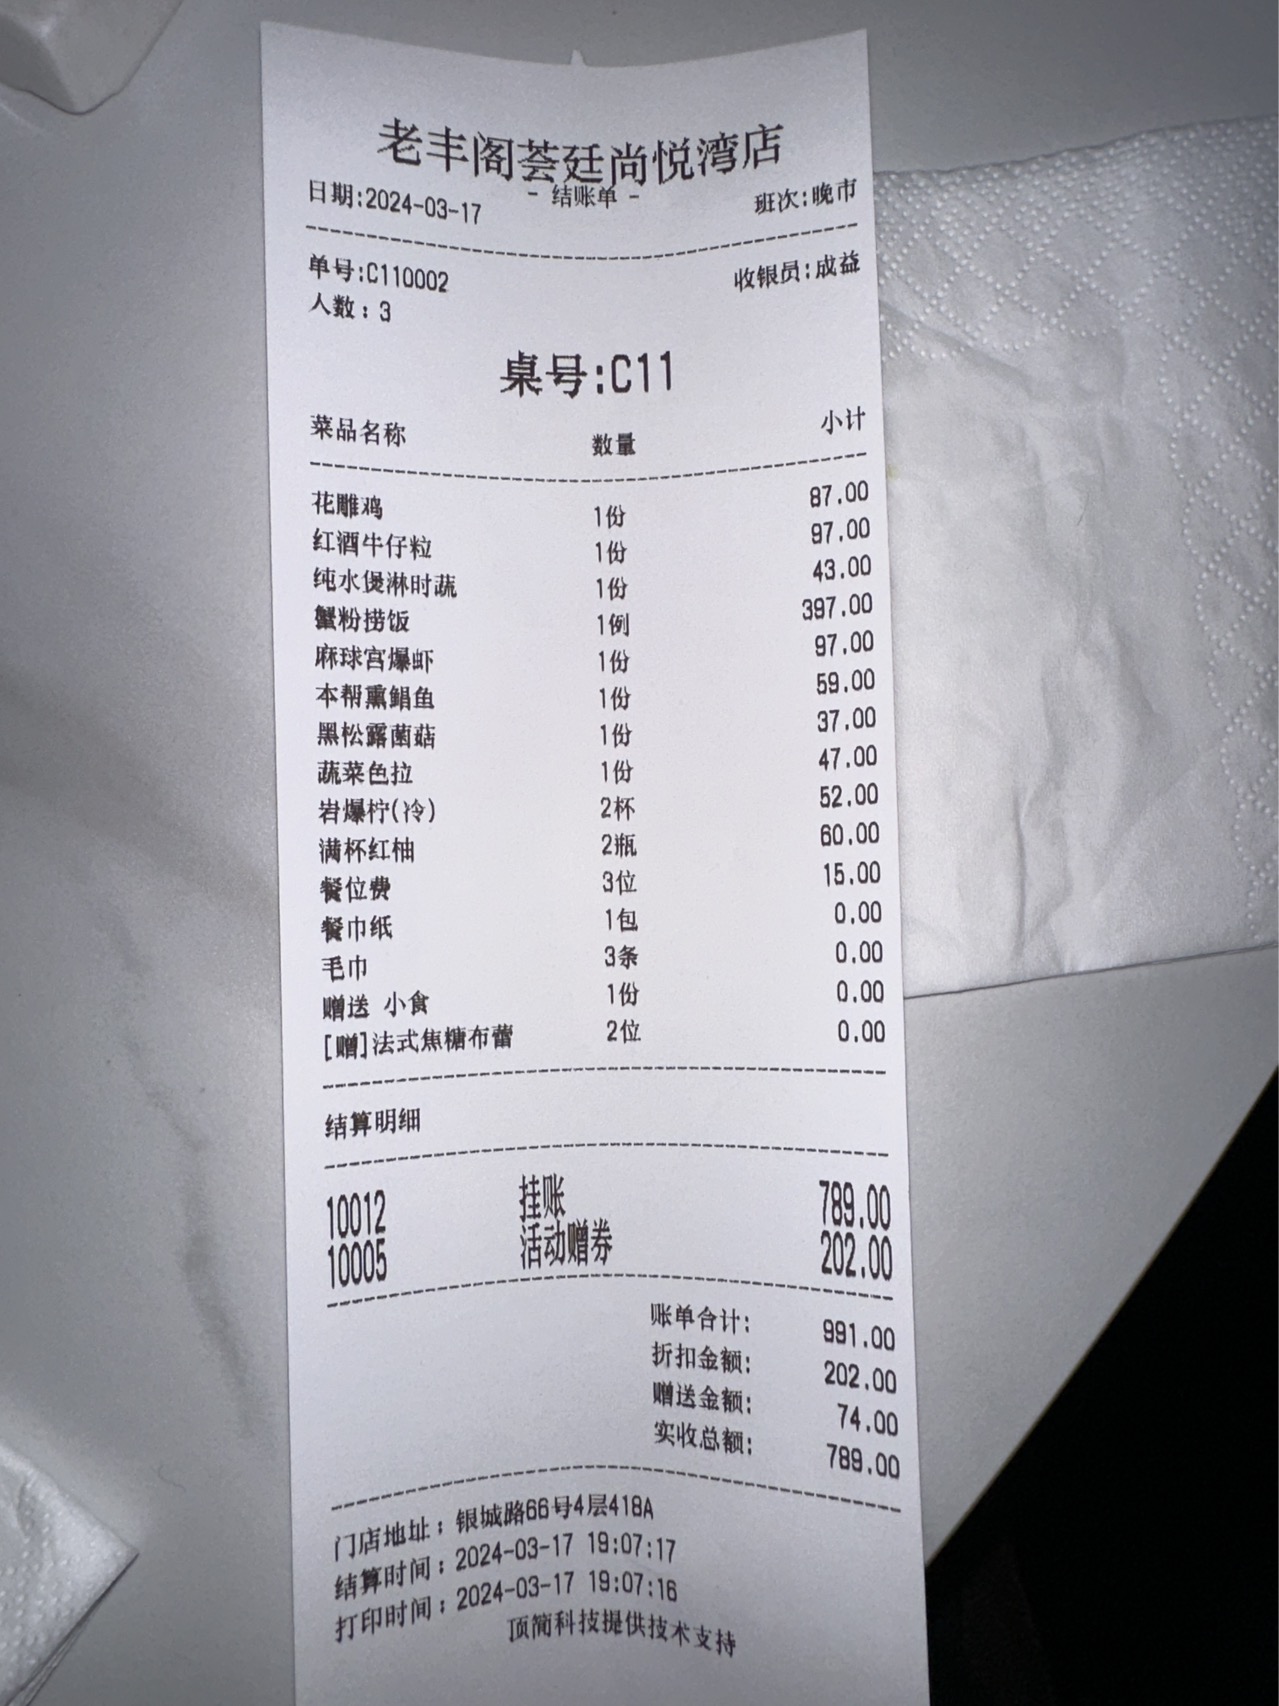 老丰阁荟廷尚悦湾店
- 结账单 -
日期:2024-03-17 班次:晚市
单号:C110002 收银员:成益
人数:3
桌号:C11
菜品名称 数量 小计
花雕鸡 1份 87.00
红酒牛仔粒 1份 97.00
纯水煲淋时蔬 1份 43.00
蟹粉捞饭 1例 397.00
麻球宫爆虾 1份 97.00
本帮熏鲳鱼 1份 59.00
黑松露菌菇 1份 37.00
蔬菜色拉 1份 47.00
岩爆柠(冷) 2杯 52.00
满杯红柚 2瓶 60.00
餐位费 3位 15.00
餐巾纸 1包 0.00
毛巾 3条 0.00
赠送 小食 1份 0.00
[赠]法式焦糖布蕾 2位 0.00
结算明细
10012 挂账 789.00
10005 活动赠券 202.00
账单合计: 991.00
折扣金额: 202.00
赠送金额: 74.00
实收总额: 789.00
门店地址:银城路66号4层418A
结算时间:2024-03-17 19:07:17
打印时间:2024-03-17 19:07:16
顶简科技提供技术支持